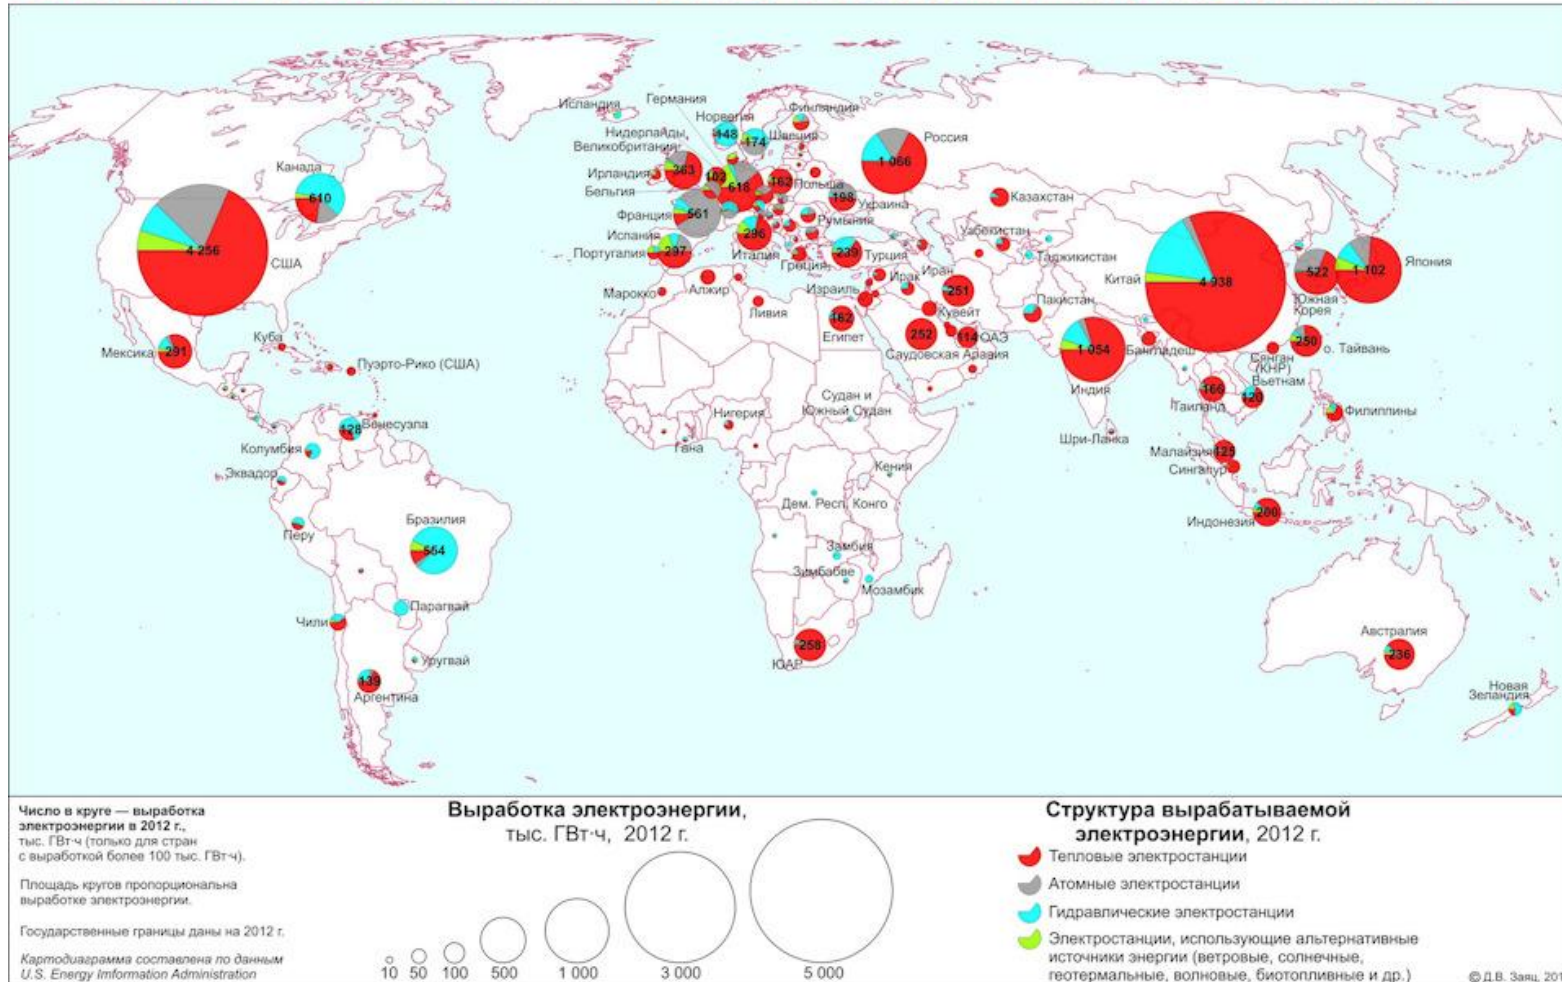 Германия
Исландия
Норвегия
Финляндия
Нидерланды
148
Швеция
174
Россия
Великобритания
1 066
Канада
363
Ирландия
102
162
Польша
618
Бельгия
610
198
Украина
Казахстан
Франция
561
Румыния
Испания
296
Узбекистан
4 256
США
Португалия
297
Италия
239
Турция
Таджикистан
Греция
Ирак
Иран
Китай
4 938
522
1 102
Япония
Марокко
Алжир
Израиль
251
Южная
Корея
Ливия
Кувейт
Пакистан
162
Египет
252
114
ОАЭ
Саудовская Аравия
Мексика
291
Куба
1 054
Индия
Бангладеш
250
о. Тайвань
Сянган
(КНР)
Пуэрто-Рико (США)
Вьетнам
166
Таиланд
120
Филиппины
Судан и
Южный Судан
Нигерия
Гана
128
Венесуэла
Колумбия
Шри-Ланка
Малайзия
125
Сингапур
Эквадор
Кения
Дем. Респ. Конго
Индонезия
200
Перу
Бразилия
554
Замбия
Зимбабве
Мозамбик
Парагвай
Чили
ЮАР
258
Австралия
236
Уругвай
139
Аргентина
Новая
Зеландия
Число в круге — выработка
электроэнергии в 2012 г.,
тыс. ГВт·ч (только для стран
с выработкой более 100 тыс. ГВт·ч).
Площадь кругов пропорциональна
выработке электроэнергии.
Государственные границы даны на 2012 г.
Картодиаграмма составлена по данным
U.S. Energy Imformation Administration
Выработка электроэнергии,
тыс. ГВт·ч, 2012 г.
10 50 100 500 1 000 3 000 5 000
Структура вырабатываемой
электроэнергии, 2012 г.
Тепловые электростанции
Атомные электростанции
Гидравлические электростанции
Электростанции, использующие альтернативные
источники энергии (ветровые, солнечные,
геотермальные, волновые, биотопливные и др.)
© Д.В. Заяц, 201